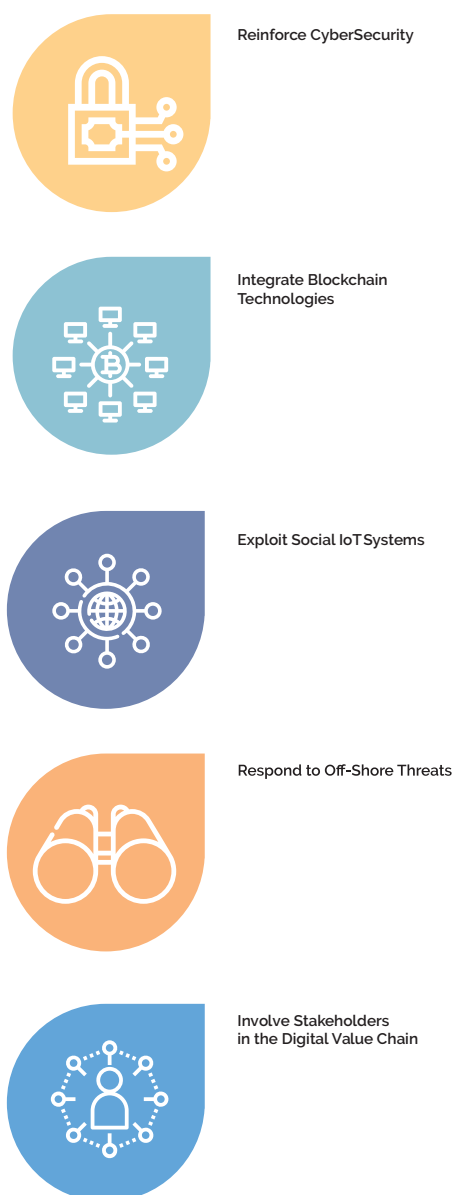 Reinforce CyberSecurity
Integrate Blockchain
Technologies
Exploit Social IoT Systems
Respond to Off-Shore Threats
Involve Stakeholders
in the Digital Value Chain